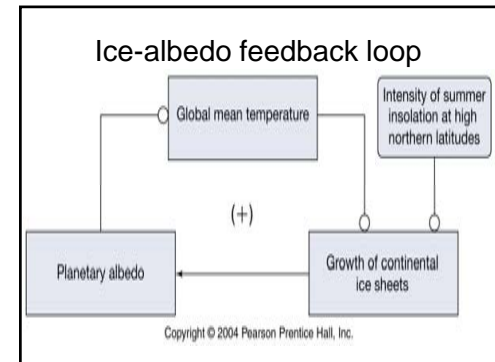 Ice-albedo feedback loop
Global mean temperature
Intensity of summer
insolation at high
northern latitudes
(+)
Planetary albedo
Growth of continental
ice sheets
Copyright © 2004 Pearson Prentice Hall, Inc.